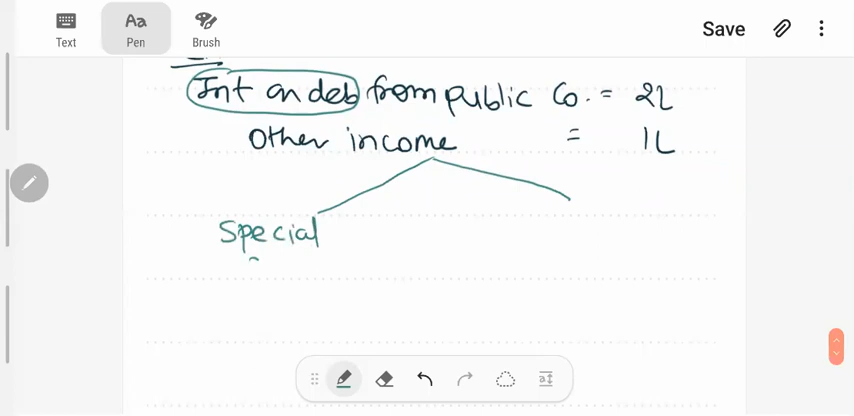 Save
Text
Aa
Pen
Brush
Int on deb from public Co. = 2L
Other income = 1L
Special